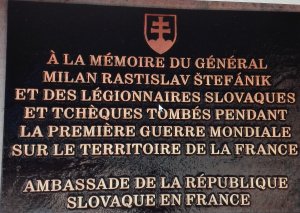 À LA MÉMOIRE DU GÉNÉRAL
MILAN RASTISLAV ŠTEFÁNIK
ET DES LÉGIONNAIRES SLOVAQUES
ET TCHÈQUES TOMBÉS PENDANT
LA PREMIÈRE GUERRE MONDIALE
SUR LE TERRITOIRE DE LA FRANCE
AMBASSADE DE LA RÉPUBLIQUE
SLOVAQUE EN FRANCE